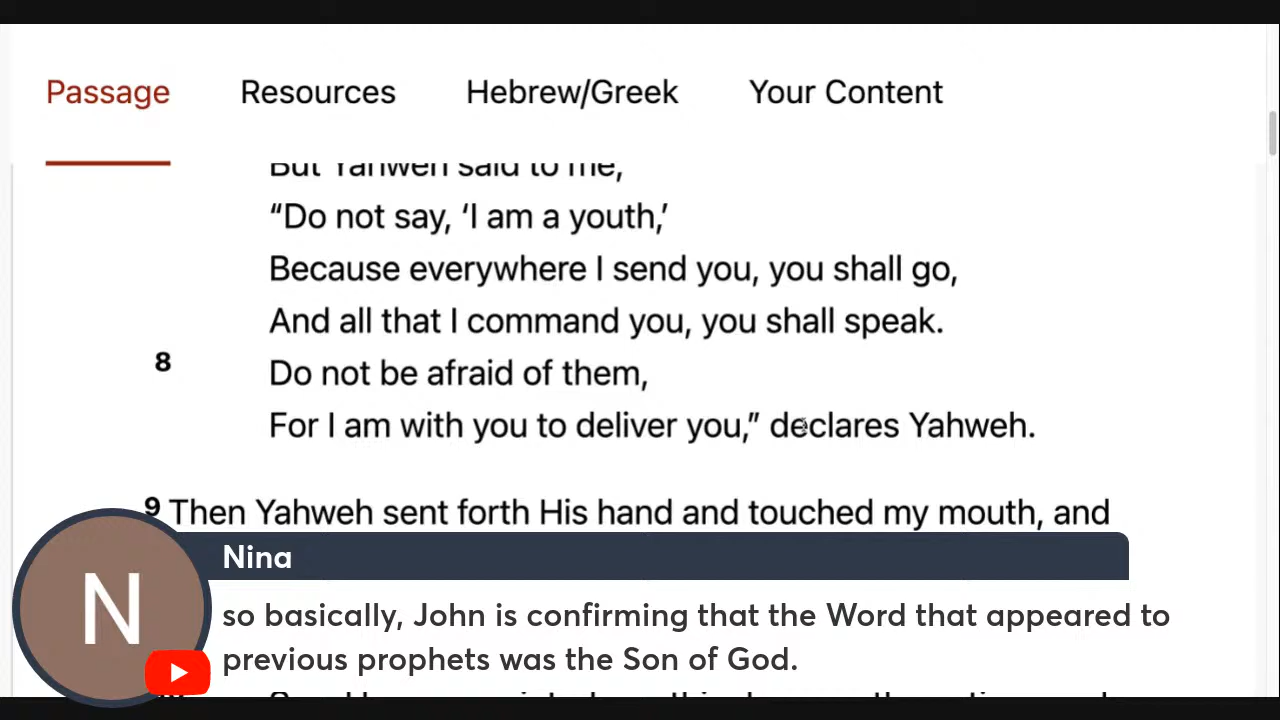 Passage Resources Hebrew/Greek Your Content
But Yahweh said to me,
“Do not say, ‘I am a youth,’
Because everywhere I send you, you shall go,
And all that I command you, you shall speak.
8 Do not be afraid of them,
For I am with you to deliver you,” declares Yahweh.
9 Then Yahweh sent forth His hand and touched my mouth, and
N
Nina
so basically, John is confirming that the Word that appeared to
previous prophets was the Son of God.